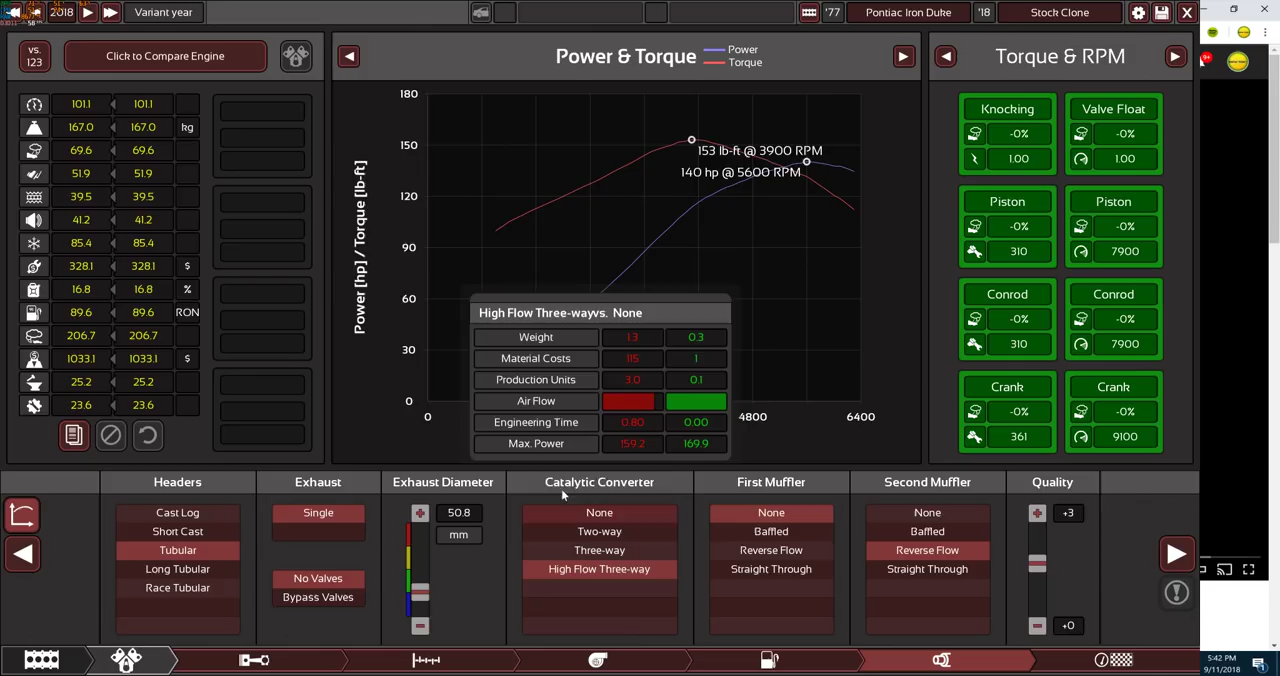 2018
Variant year
'77
Pontiac Iron Duke
'18
Stock Clone
vs.
123
Click to Compare Engine
101.1 101.1
167.0 167.0 kg
69.6 69.6
51.9 51.9
39.5 39.5
41.2 41.2
85.4 85.4
328.1 328.1 $
16.8 16.8 %
89.6 89.6 RON
206.7 206.7
1033.1 1033.1 $
25.2 25.2
23.6 23.6
Power & Torque
Power
Torque
Power [hp] / Torque [lb-ft]
180
150
120
90
60
30
0
0
4800
6400
153 lb-ft @ 3900 RPM
140 hp @ 5600 RPM
High Flow Three-wayvs. None
Weight 1.3 0.3
Material Costs 115 1
Production Units 3.0 0.1
Air Flow
Engineering Time 0.80 0.00
Max. Power 159.2 169.9
Torque & RPM
Knocking Valve Float
-0% -0%
1.00 1.00
Piston Piston
-0% -0%
310 7900
Conrod Conrod
-0% -0%
310 7900
Crank Crank
-0% -0%
361 9100
Headers
Cast Log
Short Cast
Tubular
Long Tubular
Race Tubular
Exhaust
Single
No Valves
Bypass Valves
Exhaust Diameter
50.8
mm
Catalytic Converter
None
Two-way
Three-way
High Flow Three-way
First Muffler
None
Baffled
Reverse Flow
Straight Through
Second Muffler
None
Baffled
Reverse Flow
Straight Through
Quality
+3
+0
9+
5:42 PM
9/11/2018
1